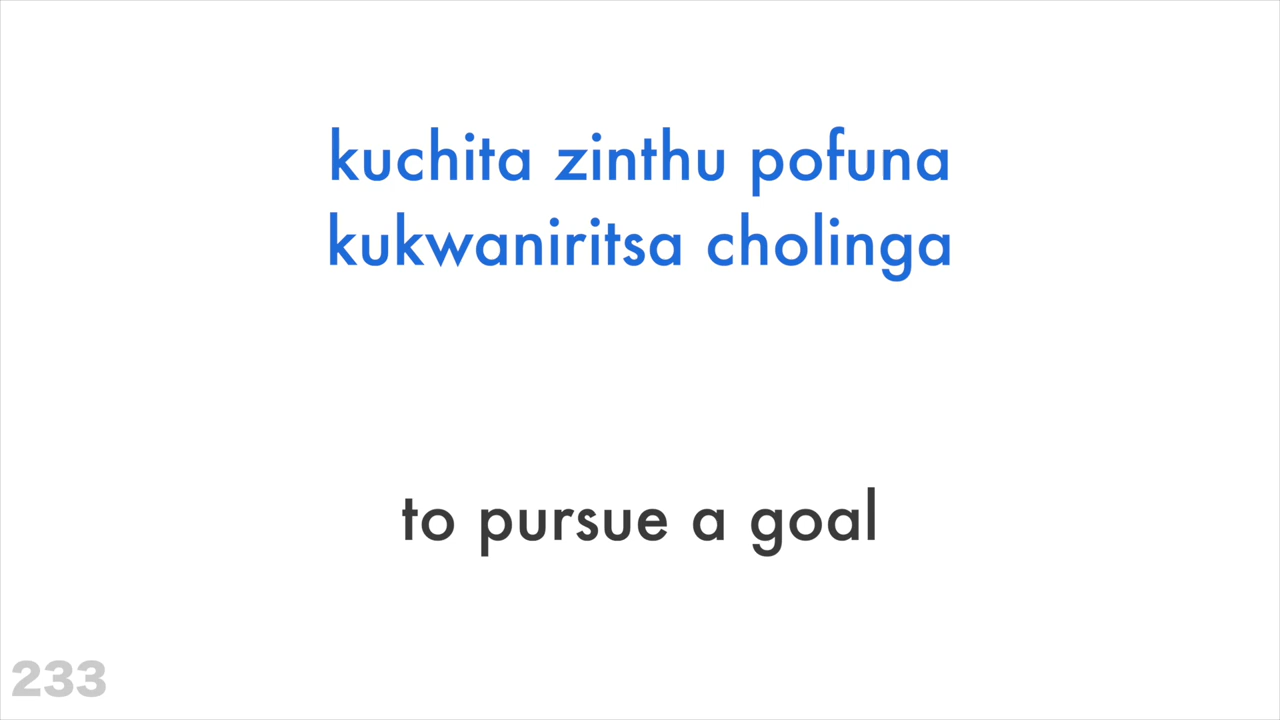 kuchita zinthu pofuna
kukwaniritsa cholinga
to pursue a goal
233